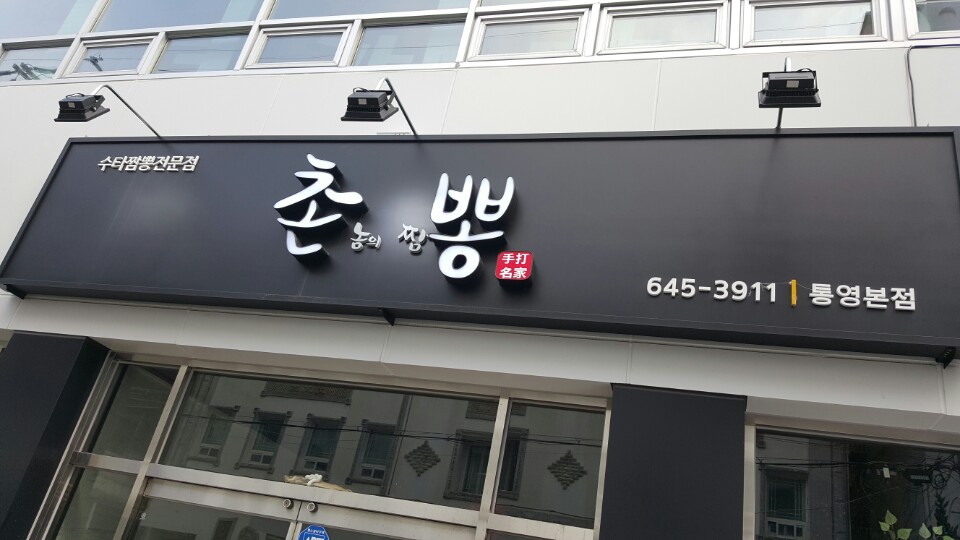 수타짬뽕전문점
촌놈의 짬뽕
手打
名家
645-3911 | 통영본점